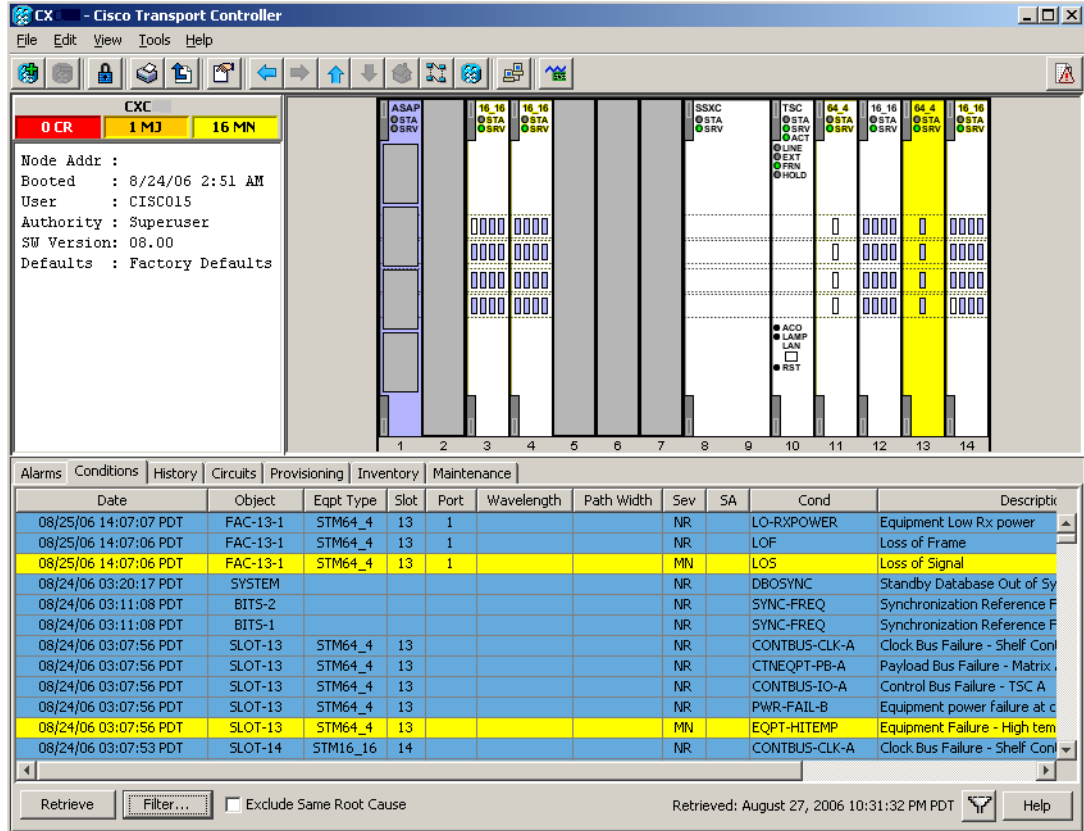 CX - Cisco Transport Controller
File Edit View Tools Help
CXC
0 CR 1 MJ 16 MN
Node Addr :
Booted : 8/24/06 2:51 AM
User : CISCO15
Authority : Superuser
SW Version: 08.00
Defaults : Factory Defaults
ASAP 16_16 16_16 SSXC TSC 64_4 16_16 64_4 16_16
STA STA STA STA STA STA STA STA STA
SRV SRV SRV SRV SRV SRV SRV SRV SRV
ACT
LINE
EXT
FRN
HOLD
ACO
LAMP
LAN
RST
1 2 3 4 5 6 7 8 9 10 11 12 13 14
Alarms Conditions History Circuits Provisioning Inventory Maintenance
Date Object Eqpt Type Slot Port Wavelength Path Width Sev SA Cond Descriptic
08/25/06 14:07:07 PDT FAC-13-1 STM64_4 13 1 NR LO-RXPOWER Equipment Low Rx power
08/25/06 14:07:06 PDT FAC-13-1 STM64_4 13 1 NR LOF Loss of Frame
08/25/06 14:07:06 PDT FAC-13-1 STM64_4 13 1 MN LOS Loss of Signal
08/24/06 03:20:17 PDT SYSTEM NR DBOSYNC Standby Database Out of Sy
08/24/06 03:11:08 PDT BITS-2 NR SYNC-FREQ Synchronization Reference F
08/24/06 03:11:08 PDT BITS-1 NR SYNC-FREQ Synchronization Reference F
08/24/06 03:07:56 PDT SLOT-13 STM64_4 13 NR CONTBUS-CLK-A Clock Bus Failure - Shelf Cont
08/24/06 03:07:56 PDT SLOT-13 STM64_4 13 NR CTNEQPT-PB-A Payload Bus Failure - Matrix
08/24/06 03:07:56 PDT SLOT-13 STM64_4 13 NR CONTBUS-IO-A Control Bus Failure - TSC A
08/24/06 03:07:56 PDT SLOT-13 STM64_4 13 NR PWR-FAIL-B Equipment power failure at c
08/24/06 03:07:56 PDT SLOT-13 STM64_4 13 MN EQPT-HITEMP Equipment Failure - High tem
08/24/06 03:07:53 PDT SLOT-14 STM16_16 14 NR CONTBUS-CLK-A Clock Bus Failure - Shelf Cont
Retrieve Filter... Exclude Same Root Cause Retrieved: August 27, 2006 10:31:32 PM PDT Help